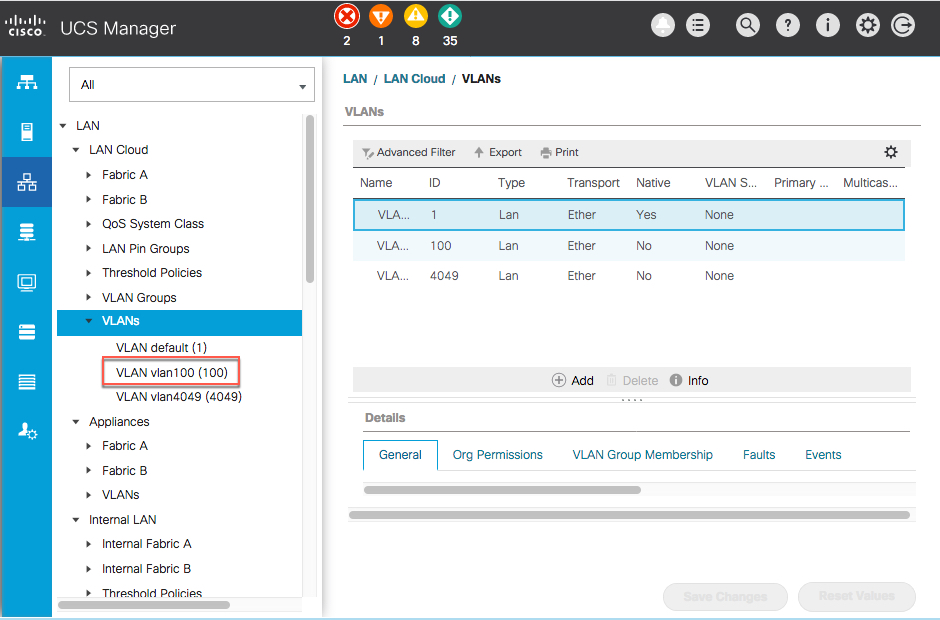 CISCO
UCS Manager
2 1 8 35
All
LAN / LAN Cloud / VLANs
VLANs
LAN
LAN Cloud
Fabric A
Fabric B
QoS System Class
LAN Pin Groups
Threshold Policies
VLAN Groups
VLANs
VLAN default (1)
VLAN vlan100 (100)
VLAN vlan4049 (4049)
Appliances
Fabric A
Fabric B
VLANs
Internal LAN
Internal Fabric A
Internal Fabric B
Threshold Policies
Advanced Filter Export Print
Name ID Type Transport Native VLAN S... Primary ... Multicas...
VLA... 1 Lan Ether Yes None
VLA... 100 Lan Ether No None
VLA... 4049 Lan Ether No None
Add Delete Info
Details
General Org Permissions VLAN Group Membership Faults Events
Save Changes Reset Values